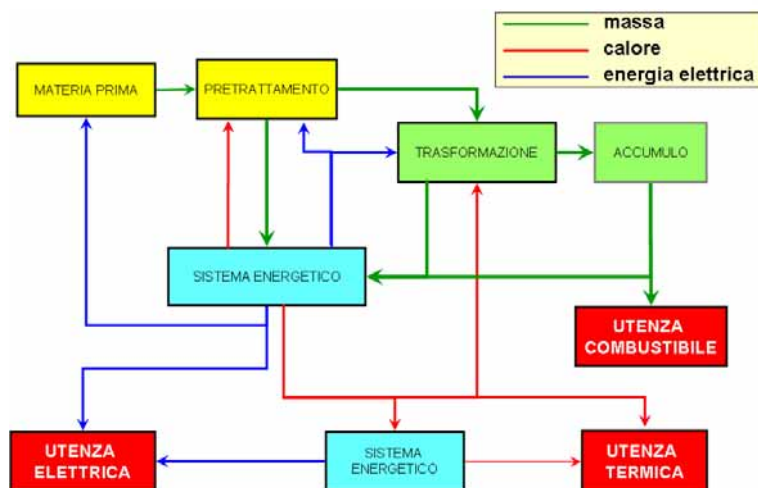 massa
calore
energia elettrica
MATERIA PRIMA
PRETRATTAMENTO
TRASFORMAZIONE
ACCUMULO
SISTEMA ENERGETICO
UTENZA
COMBUSTIBILE
UTENZA
ELETTRICA
SISTEMA
ENERGETICO
UTENZA
TERMICA